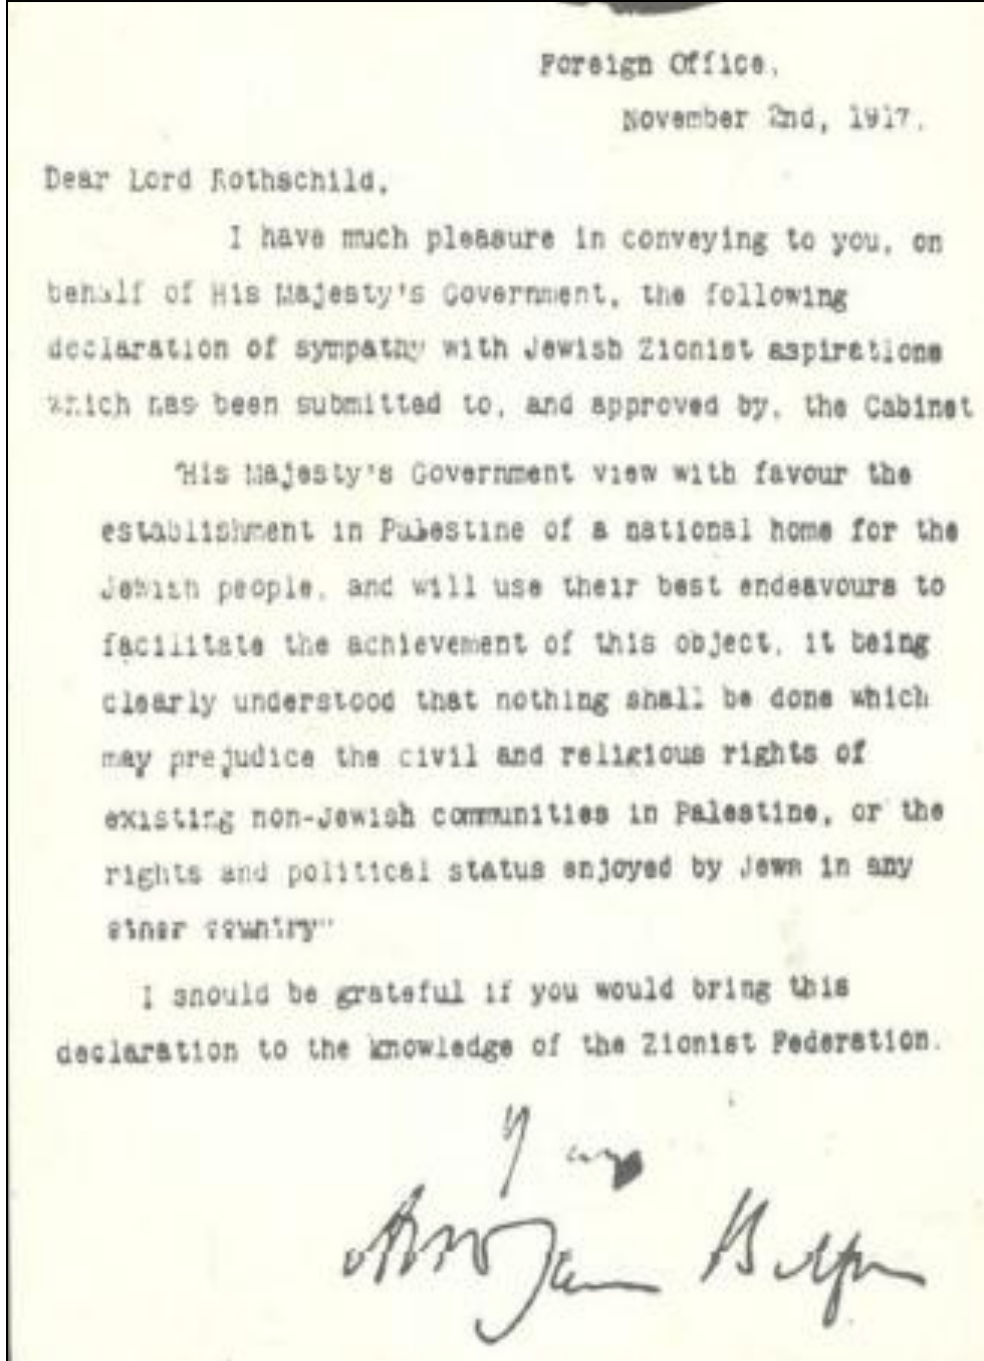 Foreign Office,
November 2nd, 1917.
Dear Lord Rothschild,
I have much pleasure in conveying to you, on
behalf of His Majesty's Government, the following
declaration of sympathy with Jewish Zionist aspirations
which has been submitted to, and approved by, the Cabinet
"His Majesty's Government view with favour the
establishment in Palestine of a national home for the
Jewish people, and will use their best endeavours to
facilitate the achievement of this object, it being
clearly understood that nothing shall be done which
may prejudice the civil and religious rights of
existing non-Jewish communities in Palestine, or the
rights and political status enjoyed by Jews in any
other country"
I should be grateful if you would bring this
declaration to the knowledge of the Zionist Federation.
Yours
Arthur James Balfour